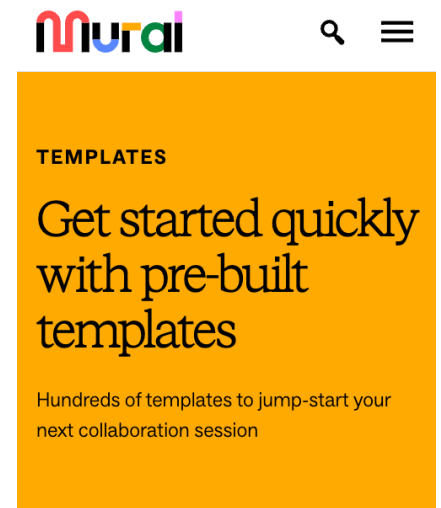 Mural
TEMPLATES
Get started quickly
with pre-built
templates
Hundreds of templates to jump-start your
next collaboration session